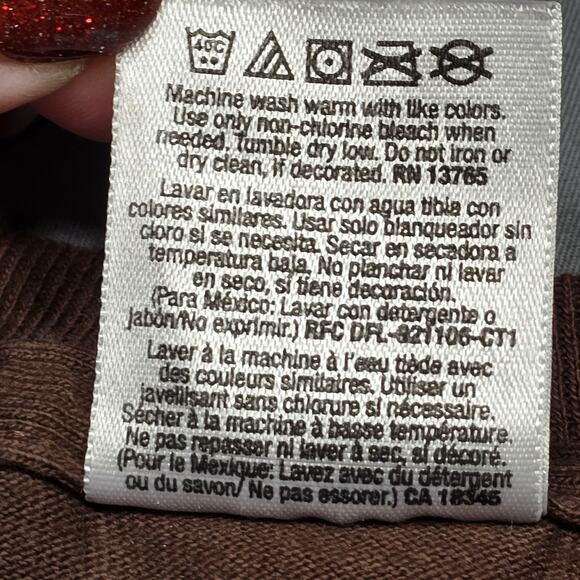 40C
Machine wash warm with like colors.
Use only non-chlorine bleach when
needed. Tumble dry low. Do not iron or
dry clean, if decorated. RN 13765
Lavar en lavadora con agua tibia con
colores similares. Usar solo blanqueador sin
cloro si se necesita. Secar en secadora a
temperatura baja. No planchar ni lavar
en seco, si tiene decoración.
(Para México: Lavar con detergente o
jabón/No exprimir.) RFC DFL-921106-CT1
Laver à la machine à l'eau tiède avec
des couleurs similaires. Utiliser un
javellisant sans chlorure si nécessaire.
Sécher à la machine à basse température.
Ne pas repasser ni laver à sec, si décoré.
(Pour le Mexique: Lavez avec du détergent
ou du savon/ Ne pas essorer.) CA 18345